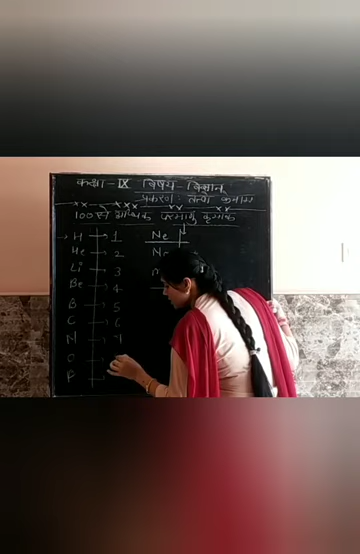 कक्षा - IX विषय - विज्ञान
प्रकरण : तत्वों के नाम
100 से अधिक परमाणु क्रमांक
H 1 Ne
He 2 Na
Li 3
Be 4
B 5
C 6
N 7
O